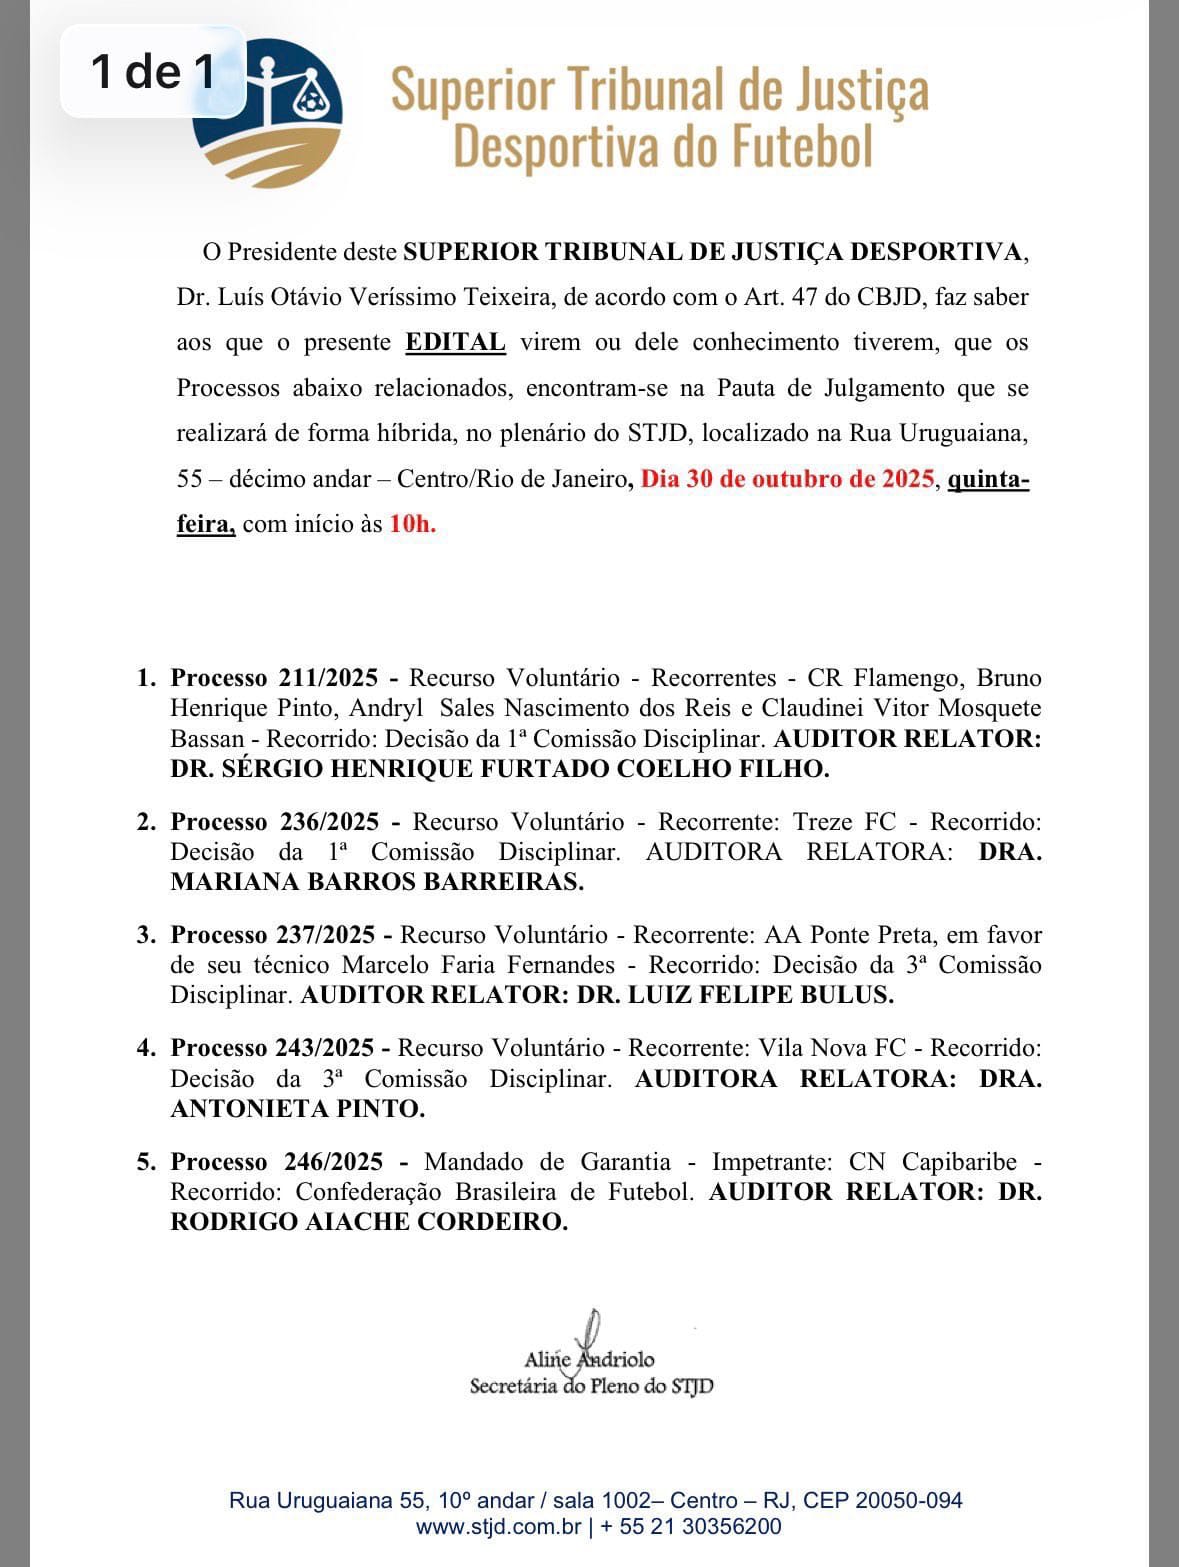 1 de 1
Superior Tribunal de Justiça
Desportiva do Futebol
O Presidente deste SUPERIOR TRIBUNAL DE JUSTIÇA DESPORTIVA,
Dr. Luís Otávio Veríssimo Teixeira, de acordo com o Art. 47 do CBJD, faz saber
aos que o presente EDITAL virem ou dele conhecimento tiverem, que os
Processos abaixo relacionados, encontram-se na Pauta de Julgamento que se
realizará de forma híbrida, no plenário do STJD, localizado na Rua Uruguaiana,
55 – décimo andar – Centro/Rio de Janeiro, Dia 30 de outubro de 2025, quinta-
feira, com início às 10h.
1. Processo 211/2025 - Recurso Voluntário - Recorrentes - CR Flamengo, Bruno
Henrique Pinto, Andryl Sales Nascimento dos Reis e Claudinei Vitor Mosquete
Bassan - Recorrido: Decisão da 1ª Comissão Disciplinar. AUDITOR RELATOR:
DR. SÉRGIO HENRIQUE FURTADO COELHO FILHO.
2. Processo 236/2025 - Recurso Voluntário - Recorrente: Treze FC - Recorrido:
Decisão da 1ª Comissão Disciplinar. AUDITORA RELATORA: DRA.
MARIANA BARROS BARREIRAS.
3. Processo 237/2025 - Recurso Voluntário - Recorrente: AA Ponte Preta, em favor
de seu técnico Marcelo Faria Fernandes - Recorrido: Decisão da 3ª Comissão
Disciplinar. AUDITOR RELATOR: DR. LUIZ FELIPE BULUS.
4. Processo 243/2025 - Recurso Voluntário - Recorrente: Vila Nova FC - Recorrido:
Decisão da 3ª Comissão Disciplinar. AUDITORA RELATORA: DRA.
ANTONIETA PINTO.
5. Processo 246/2025 - Mandado de Garantia - Impetrante: CN Capibaribe -
Recorrido: Confederação Brasileira de Futebol. AUDITOR RELATOR: DR.
RODRIGO AIACHE CORDEIRO.
Aline Andriolo
Secretária do Pleno do STJD
Rua Uruguaiana 55, 10º andar / sala 1002– Centro – RJ, CEP 20050-094
www.stjd.com.br | + 55 21 30356200